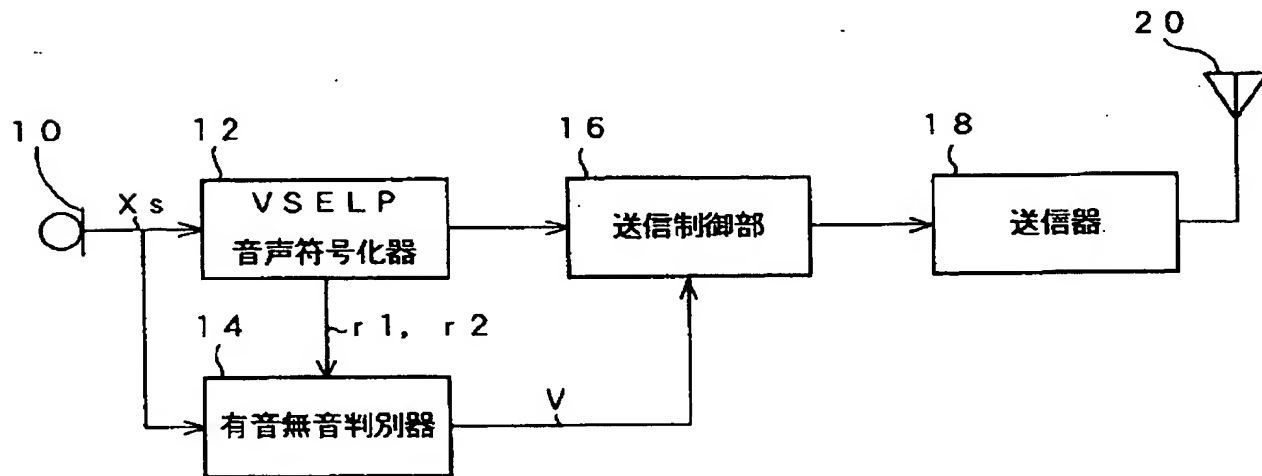 ２０
１０
１２
１６
１８
Ｘｓ
ＶＳＥＬＰ
音声符号化器
送信制御部
送信器
１４
ｒ１，ｒ２
有音無音判別器
Ｖ